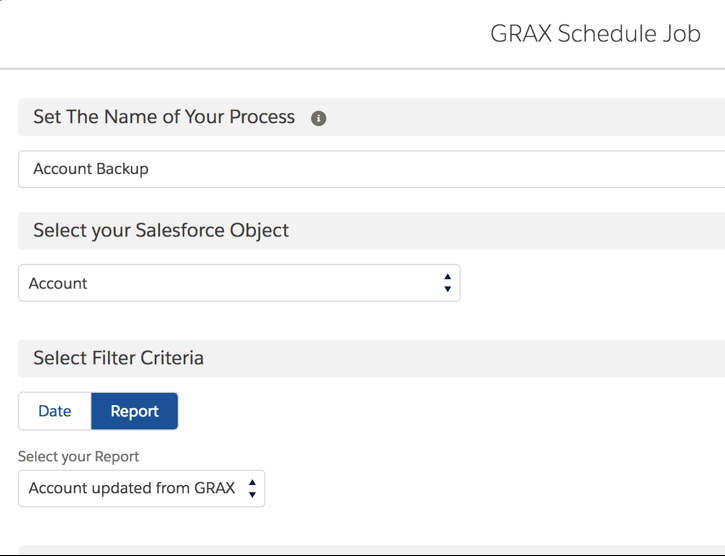 GRAX Schedule Job
Set The Name of Your Process
Account Backup
Select your Salesforce Object
Account
Select Filter Criteria
Date Report
Select your Report
Account updated from GRAX